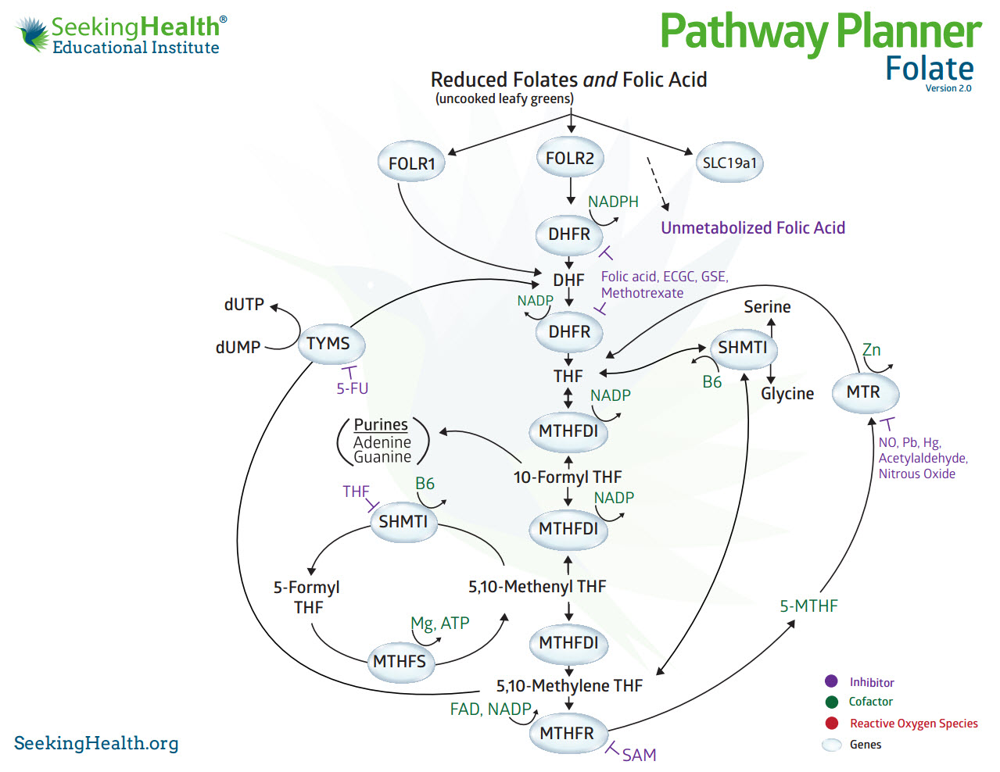 SeekingHealth®
Educational Institute
Pathway Planner
Folate
Version 2.0
Reduced Folates and Folic Acid
(uncooked leafy greens)
FOLR1
FOLR2
SLC19a1
NADPH
DHFR
Unmetabolized Folic Acid
DHF
Folic acid, ECGC, GSE,
Methotrexate
NADP
DHFR
dUTP
dUMP
TYMS
5-FU
THF
Serine
SHMTI
B6
Glycine
Zn
MTR
NO, Pb, Hg,
Acetylaldehyde,
Nitrous Oxide
NADP
MTHFDI
Purines
Adenine
Guanine
10-Formyl THF
NADP
MTHFDI
THF
B6
SHMTI
5-Formyl
THF
5,10-Methenyl THF
Mg, ATP
MTHFS
MTHFDI
5-MTHF
5,10-Methylene THF
FAD, NADP
MTHFR
SAM
Inhibitor
Cofactor
Reactive Oxygen Species
Genes
SeekingHealth.org